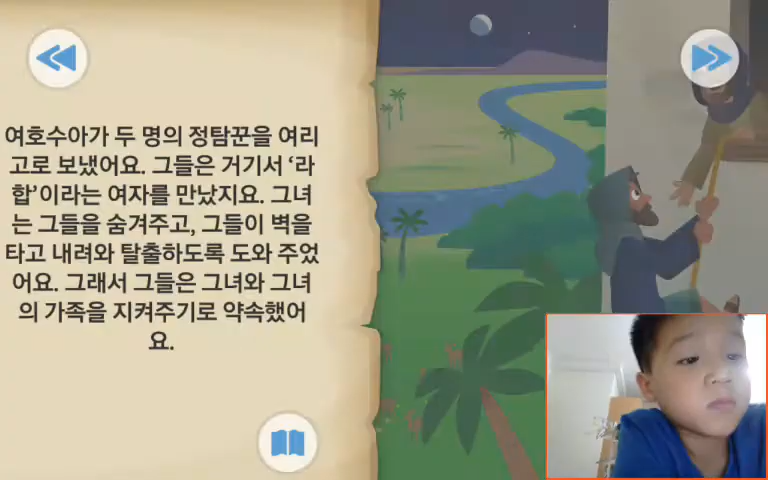 여호수아가 두 명의 정탐꾼을 여리
고로 보냈어요. 그들은 거기서 ‘라
합’이라는 여자를 만났지요. 그녀
는 그들을 숨겨주고, 그들이 벽을
타고 내려와 탈출하도록 도와 주었
어요. 그래서 그들은 그녀와 그녀
의 가족을 지켜주기로 약속했어
요.